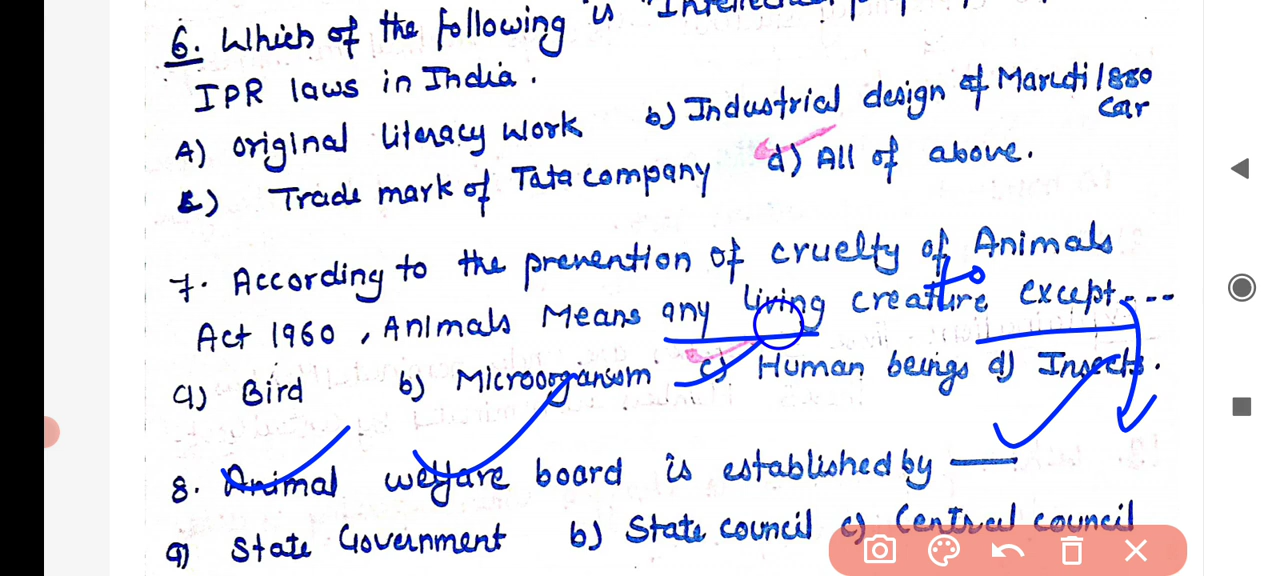 6. Which of the following is "Intellectual
IPR laws in India.
A) original literacy work b) Industrial design of Maruti 1800 car
C) Trade mark of Tata company d) All of above.
7. According to the prevention of cruelty of Animals
Act 1960, Animals Means any living creature except - - -
a) Bird b) Microorganism c) Human beings d) Insects.
8. Animal welfare board is established by —
a) State Government b) State council c) Central council